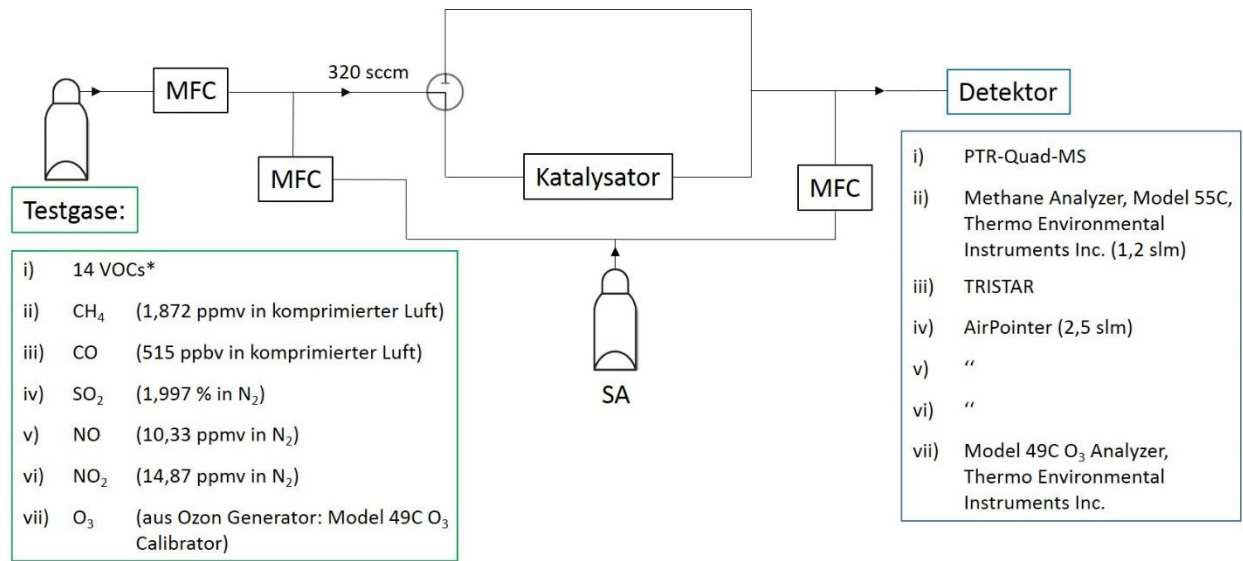 320 sccm
MFC
MFC
Katalysator
MFC
Detektor
SA
Testgase:
i) 14 VOCs*
ii) CH₄ (1,872 ppmv in komprimierter Luft)
iii) CO (515 ppbv in komprimierter Luft)
iv) SO₂ (1,997 % in N₂)
v) NO (10,33 ppmv in N₂)
vi) NO₂ (14,87 ppmv in N₂)
vii) O₃ (aus Ozon Generator: Model 49C O₃
Calibrator)
i) PTR-Quad-MS
ii) Methane Analyzer, Model 55C,
Thermo Environmental
Instruments Inc. (1,2 slm)
iii) TRISTAR
iv) AirPointer (2,5 slm)
v) “
vi) “
vii) Model 49C O₃ Analyzer,
Thermo Environmental
Instruments Inc.